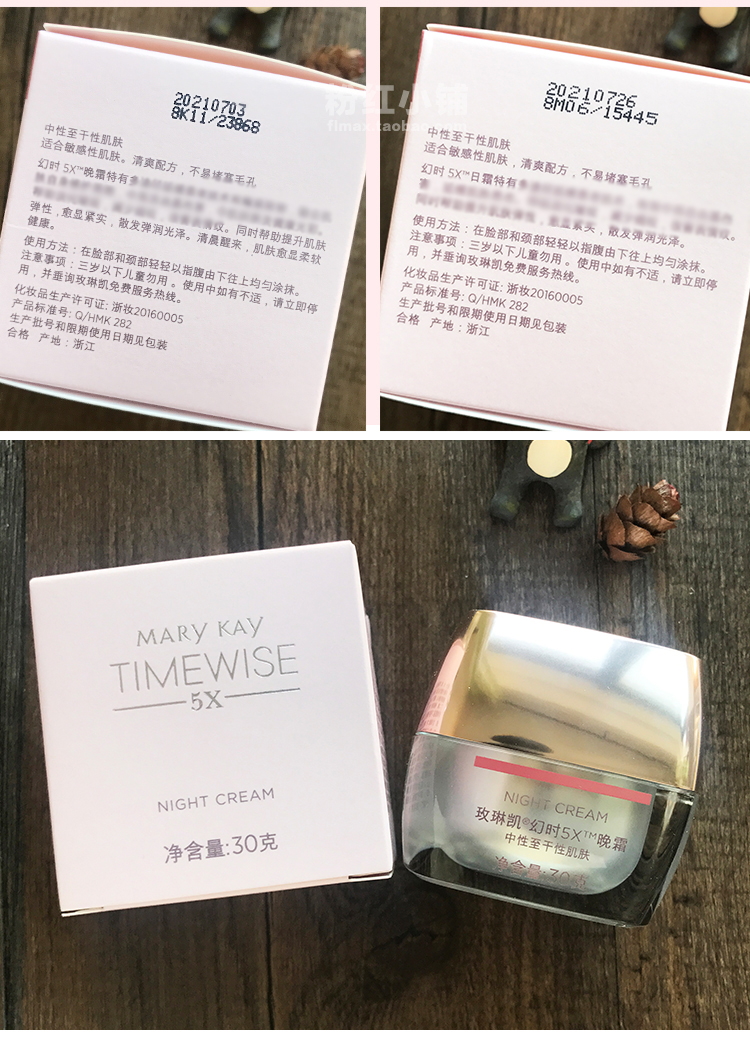 20210703
8K11/23868
中性至干性肌肤
适合敏感性肌肤。清爽配方，不易堵塞毛孔
幻时 5X™晚霜特有
弹性，愈显紧实，散发弹润光泽。清晨醒来，肌肤愈显柔软
健康。
使用方法：在脸部和颈部轻轻以指腹由下往上均匀涂抹。
注意事项：三岁以下儿童勿用 。使用中如有不适，请立即停
用，并垂询玫琳凯免费服务热线。
化妆品生产许可证: 浙妆20160005
产品标准号: Q/HMK 282
生产批号和限期使用日期见包装
合格 产地：浙江
粉红小铺
20210726
8M06/15445
中性至干性肌肤
适合敏感性肌肤，清爽配方，不易堵塞毛孔
幻时 5X™日霜特有
愈显紧实，散发弹润光泽。
使用方法：在脸部和颈部轻轻以指腹由下往上均匀涂抹。
注意事项：三岁以下儿童勿用 。使用中如有不适，请立即停
用，并垂询玫琳凯免费服务热线。
化妆品生产许可证: 浙妆20160005
产品标准号: Q/HMK 282
生产批号和限期使用日期见包装
合格 产地：浙江
MARY KAY
TIMEWISE
5X
NIGHT CREAM
净含量:30克
NIGHT CREAM
玫琳凯®幻时5X™晚霜
中性至干性肌肤
净含量:30克